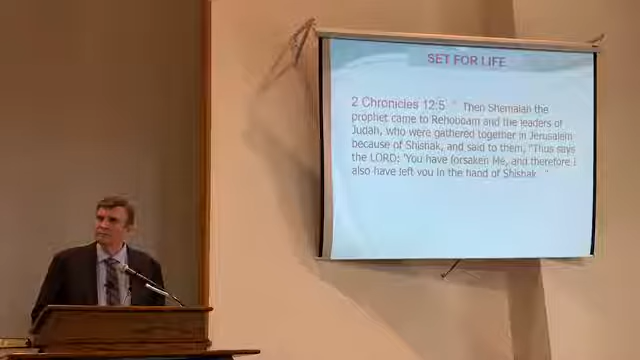 SET FOR LIFE
2 Chronicles 12:5 " Then Shemaiah the
prophet came to Rehoboam and the leaders of
Judah, who were gathered together in Jerusalem
because of Shishak, and said to them, "Thus says
the LORD: 'You have forsaken Me, and therefore I
also have left you in the hand of Shishak. '"